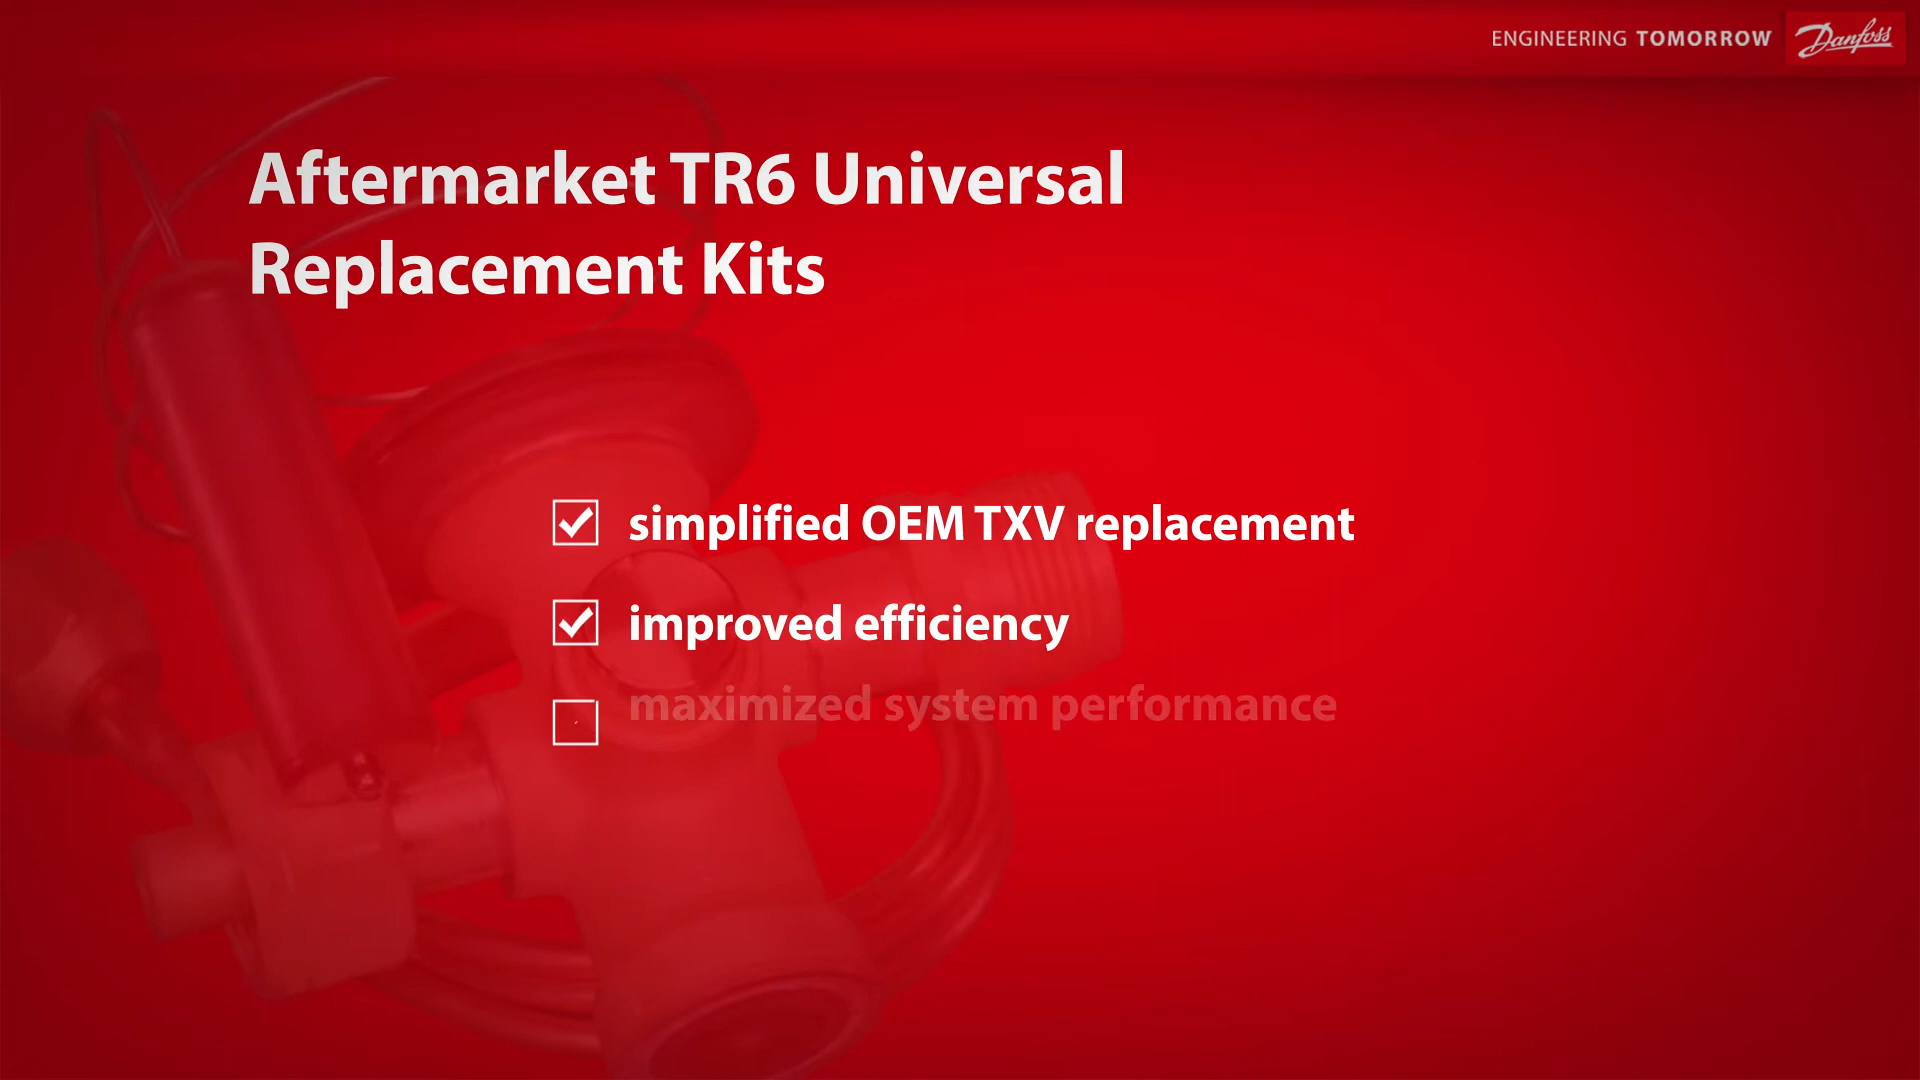 ENGINEERING TOMORROW
Danfoss
Aftermarket TR6 Universal
Replacement Kits
simplified OEM TXV replacement
improved efficiency
maximized system performance